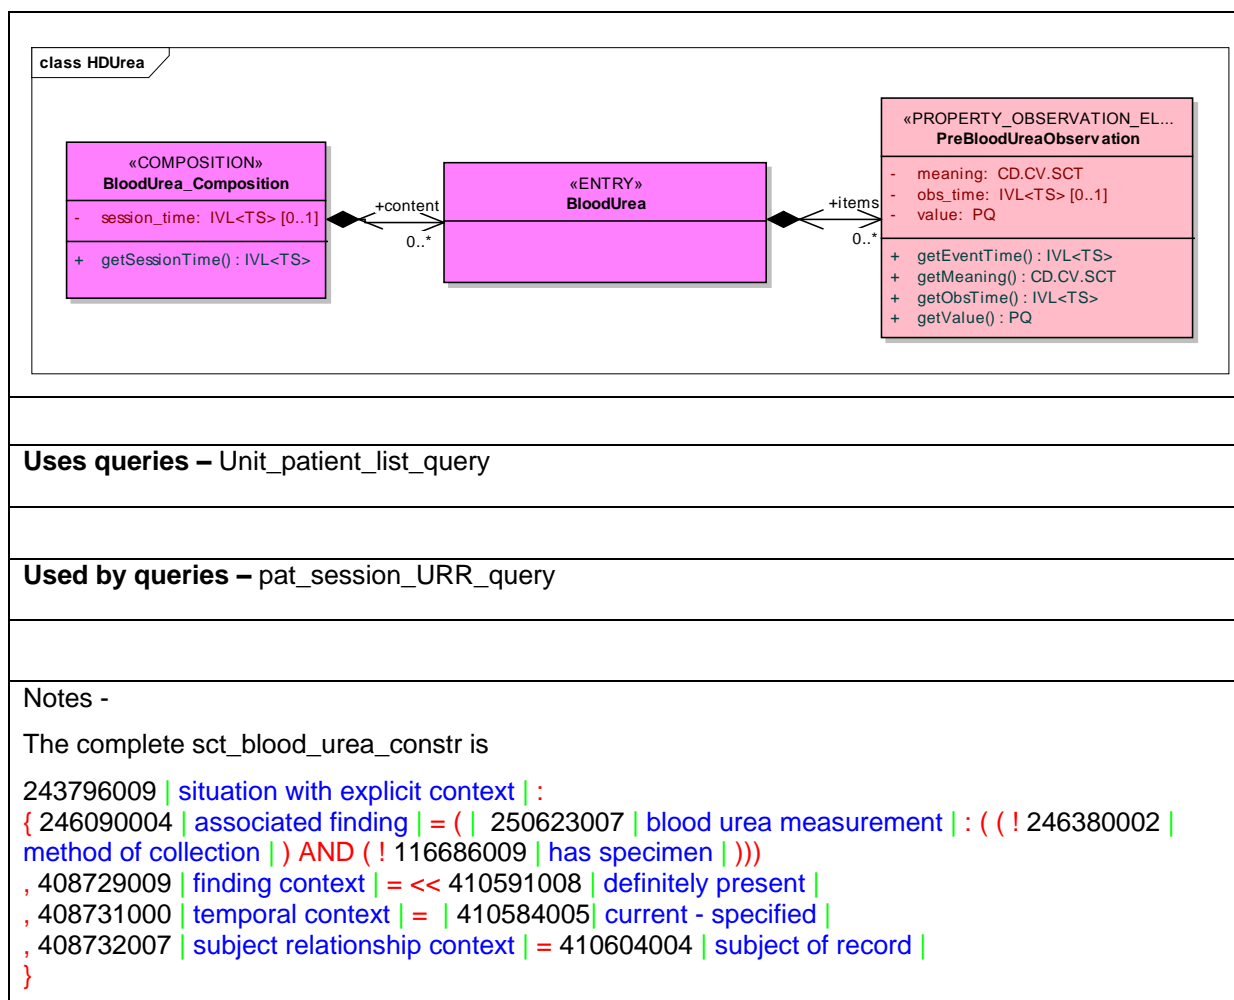 class HDUrea
«COMPOSITION»
BloodUrea_Composition
- session_time: IVL<TS> [0..1]
+ getSessionTime() : IVL<TS>
+content
0..*
«ENTRY»
BloodUrea
+items
0..*
«PROPERTY_OBSERVATION_EL...
PreBloodUreaObservation
- meaning: CD.CV.SCT
- obs_time: IVL<TS> [0..1]
- value: PQ
+ getEventTime() : IVL<TS>
+ getMeaning() : CD.CV.SCT
+ getObsTime() : IVL<TS>
+ getValue() : PQ
Uses queries – Unit_patient_list_query
Used by queries – pat_session_URR_query
Notes -
The complete sct_blood_urea_constr is
243796009 | situation with explicit context | :
{ 246090004 | associated finding | = ( | 250623007 | blood urea measurement | : ( ( ! 246380002 |
method of collection | ) AND ( ! 116686009 | has specimen | )))
, 408729009 | finding context | = << 410591008 | definitely present |
, 408731000 | temporal context | = | 410584005| current - specified |
, 408732007 | subject relationship context | = 410604004 | subject of record |
}